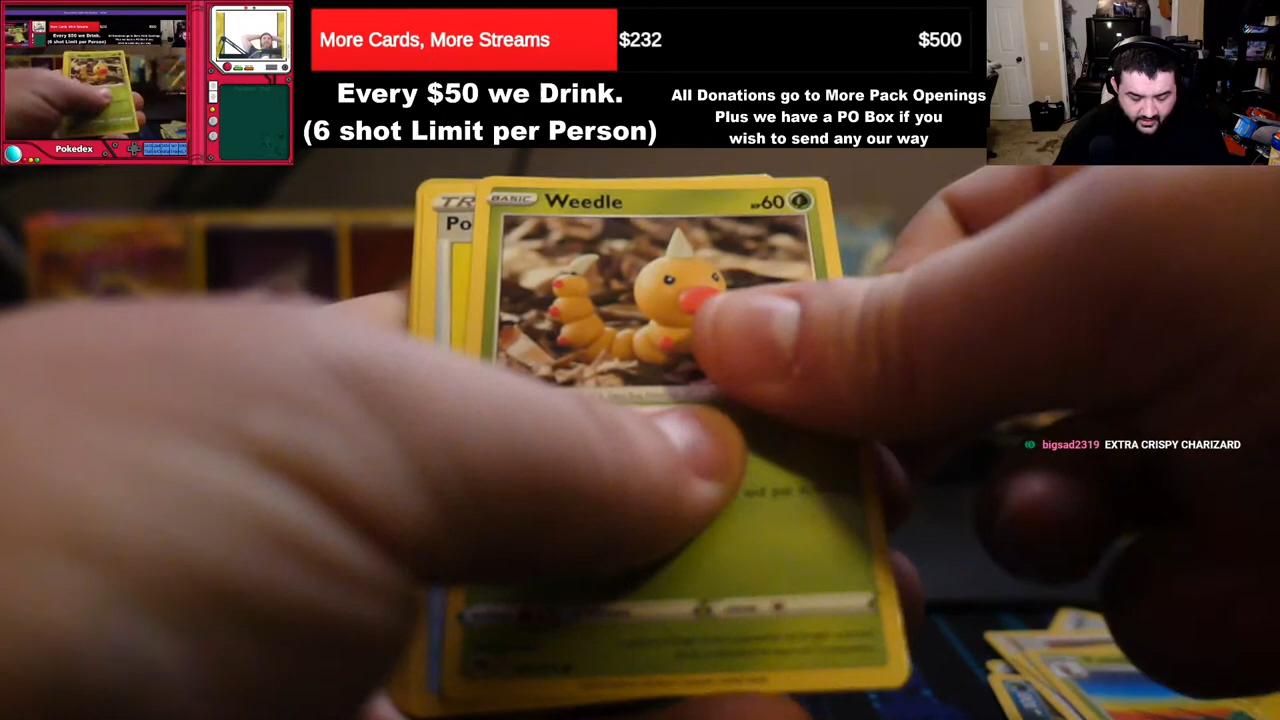 More Cards, More Streams $232 $500
Every $50 we Drink.
(6 shot Limit per Person)
All Donations go to More Pack Openings
Plus we have a PO Box if you
wish to send any our way
Pokedex
BASIC Weedle 60
TR
Po
bigsad2319 EXTRA CRISPY CHARIZARD